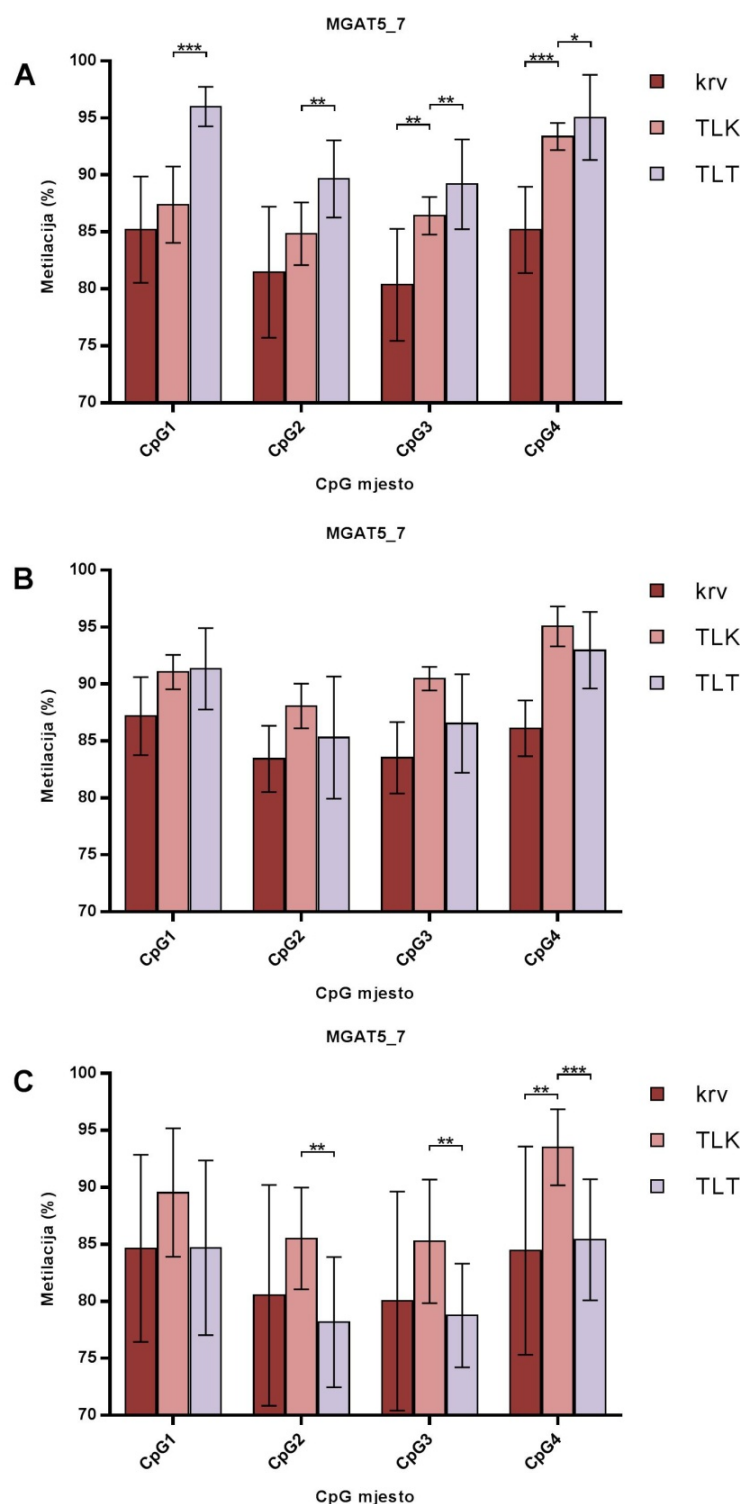 MGAT5_7
A
***
**
**
**
***
*
krv
TLK
TLT
Metilacija (%)
100
95
90
85
80
75
70
CpG1
CpG2
CpG3
CpG4
CpG mjesto
MGAT5_7
B
krv
TLK
TLT
Metilacija (%)
100
95
90
85
80
75
70
CpG1
CpG2
CpG3
CpG4
CpG mjesto
MGAT5_7
C
**
**
**
***
krv
TLK
TLT
Metilacija (%)
100
95
90
85
80
75
70
CpG1
CpG2
CpG3
CpG4
CpG mjesto